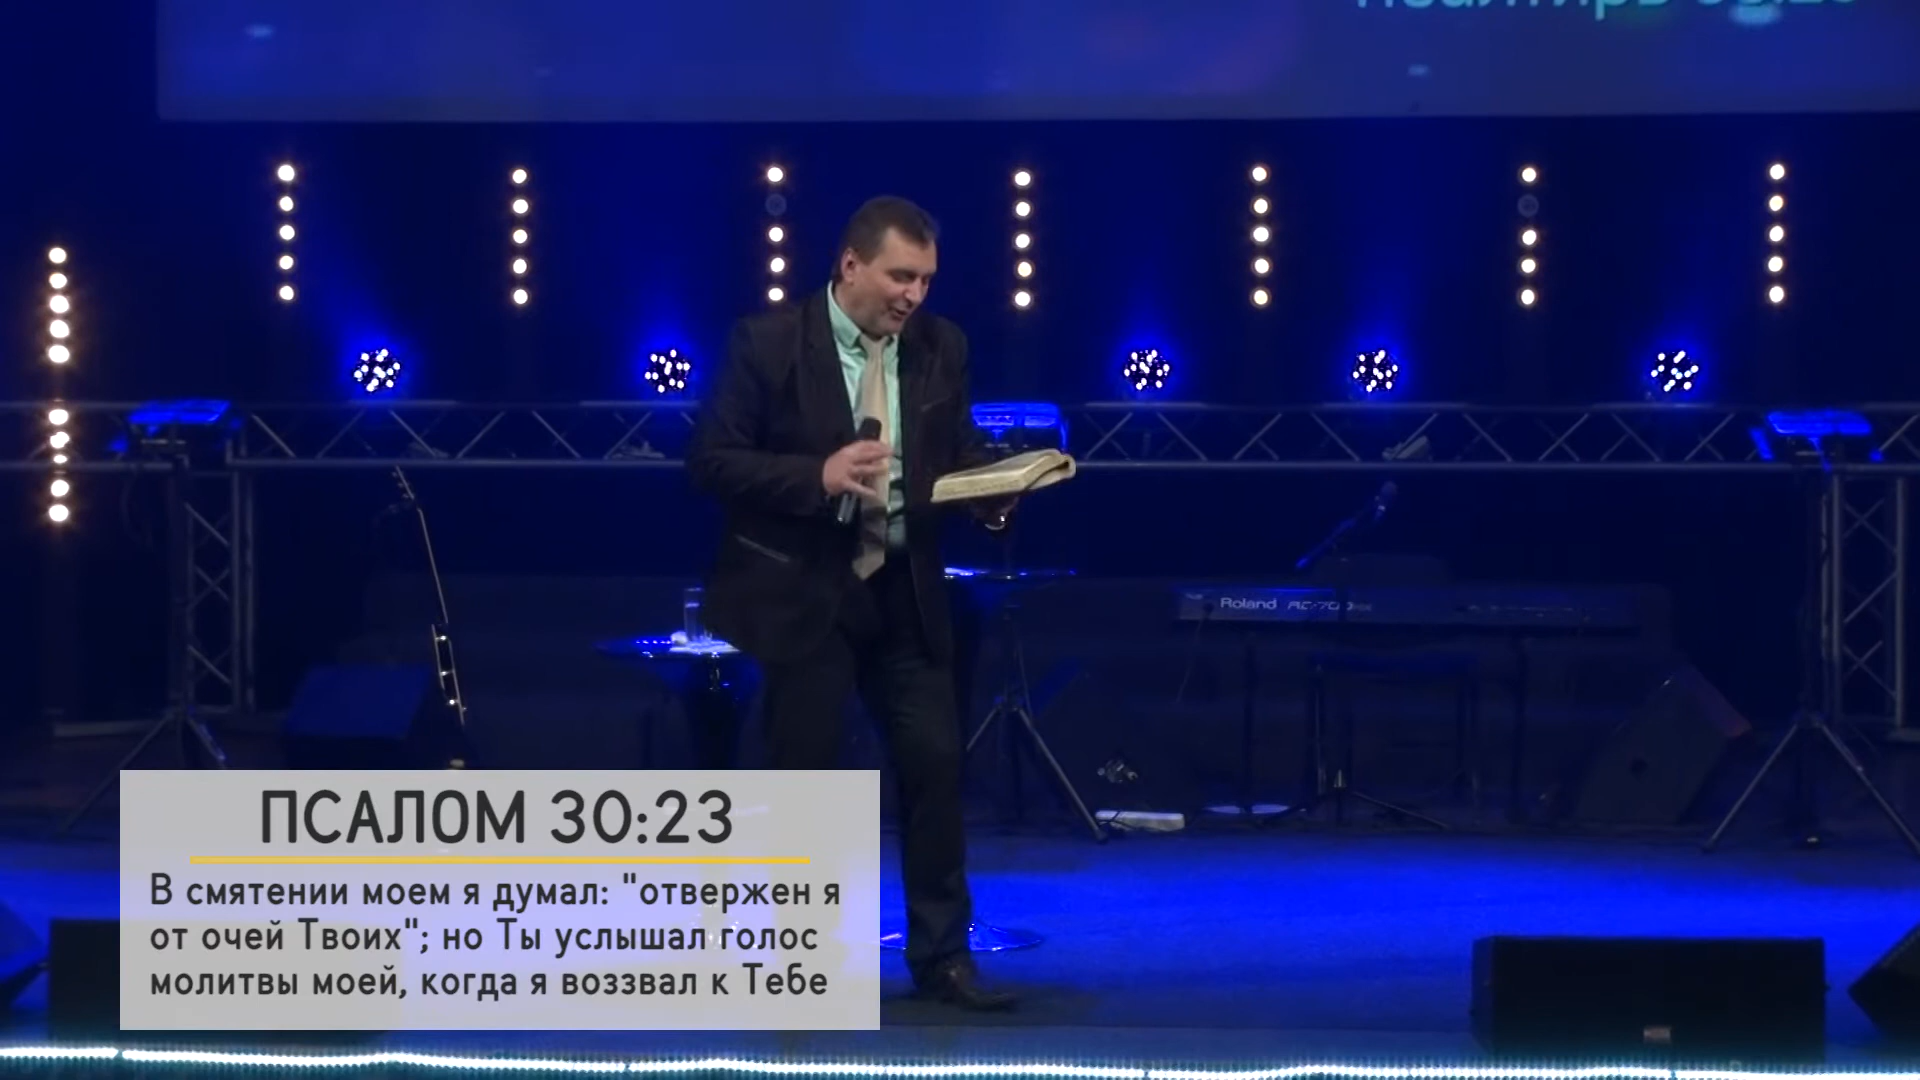 ПСАЛОМ 30:23
В смятении моем я думал: "отвержен я
от очей Твоих"; но Ты услышал голос
молитвы моей, когда я воззвал к Тебе
Roland